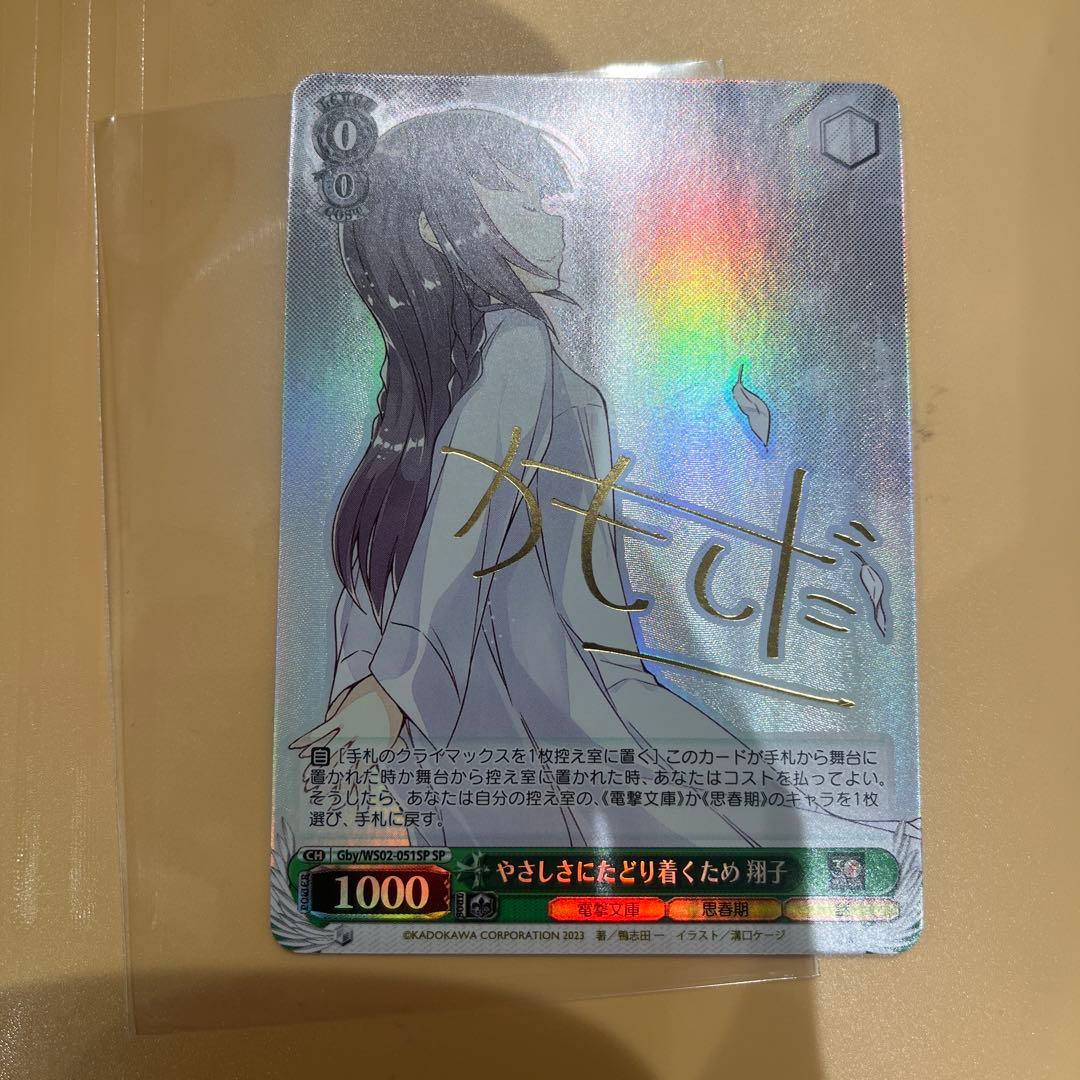 LEVEL
0
0
COST
かもしだ
自 [手札のクライマックスを1枚控え室に置く] このカードが手札から舞台に
置かれた時か舞台から控え室に置かれた時、あなたはコストを払ってよい。
そうしたら、あなたは自分の控え室の、《電撃文庫》か《思春期》のキャラを1枚
選び、手札に戻す。
CH Gby/WS02-051SP SP
やさしさにたどり着くため 翔子
POWER 1000 SOUL
電撃文庫 思春期
©KADOKAWA CORPORATION 2023 著/鴨志田一 イラスト/溝口ケージ